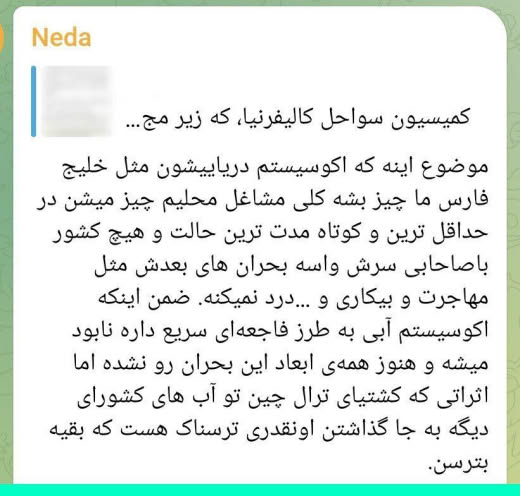 Neda
کمیسیون سواحل کالیفرنیا، که زیر مج...
موضوع اینه که اکوسیستم دریاییشون مثل خلیج
فارس ما چیز بشه کلی مشاغل محلیم چیز میشن در
حداقل ترین و کوتاه مدت ترین حالت و هیچ کشور
باصاحابی سرش واسه بحران های بعدش مثل
مهاجرت و بیکاری و ...درد نمیکنه. ضمن اینکه
اکوسیستم آبی به طرز فاجعه‌ای سریع داره نابود
میشه و هنوز همه‌ی ابعاد این بحران رو نشده اما
اثراتی که کشتیای ترال چین تو آب های کشورای
دیگه به جا گذاشتن اونقدری ترسناک هست که بقیه
بترسن.